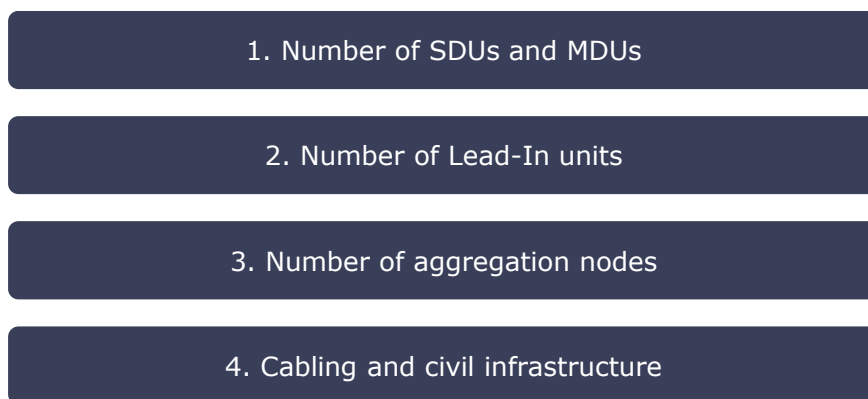 1. Number of SDUs and MDUs
2. Number of Lead-In units
3. Number of aggregation nodes
4. Cabling and civil infrastructure